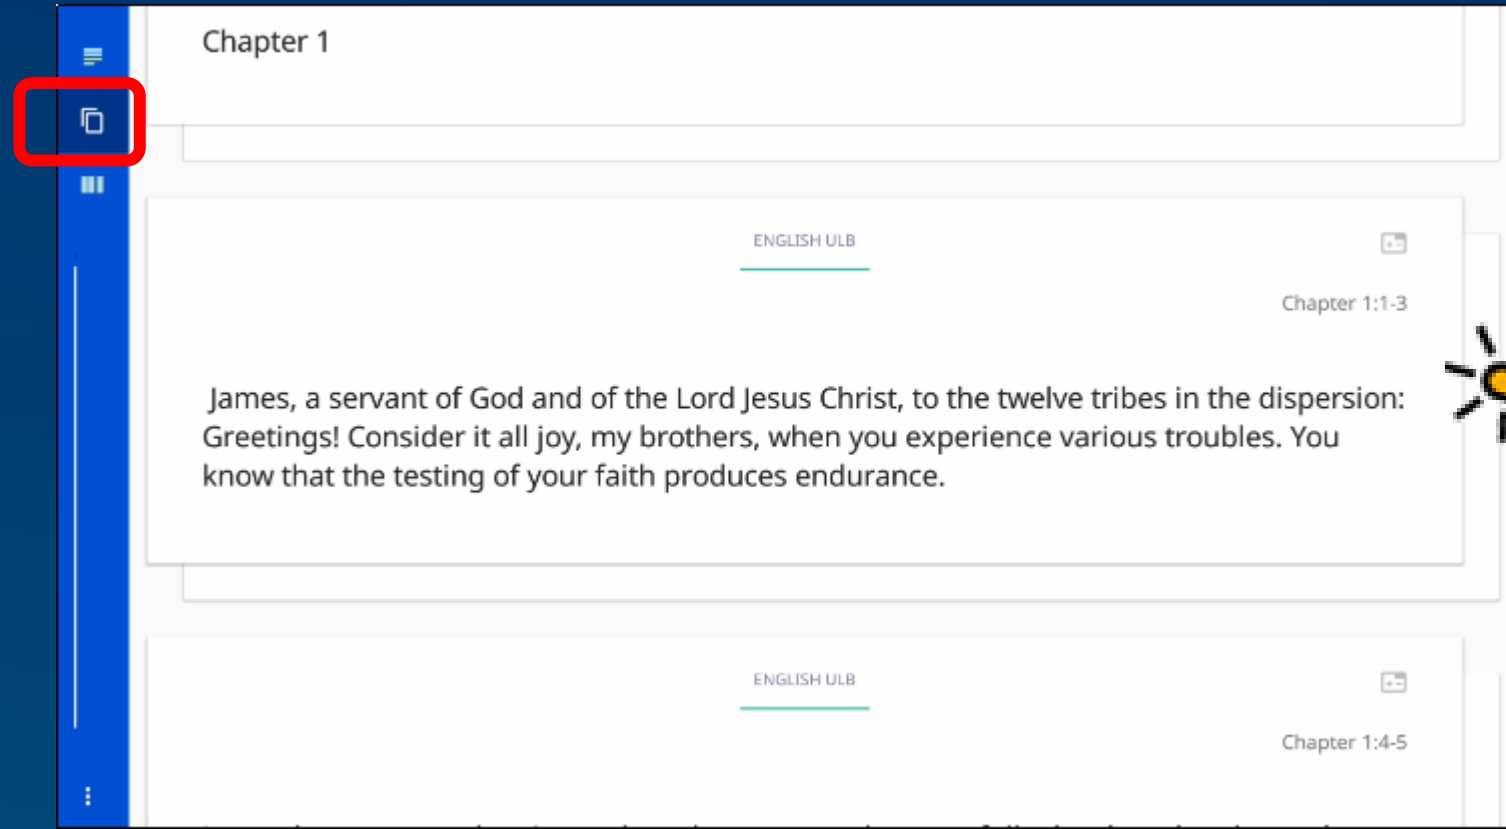 Chapter 1
ENGLISH ULB
Chapter 1:1-3
James, a servant of God and of the Lord Jesus Christ, to the twelve tribes in the dispersion:
Greetings! Consider it all joy, my brothers, when you experience various troubles. You
know that the testing of your faith produces endurance.
ENGLISH ULB
Chapter 1:4-5